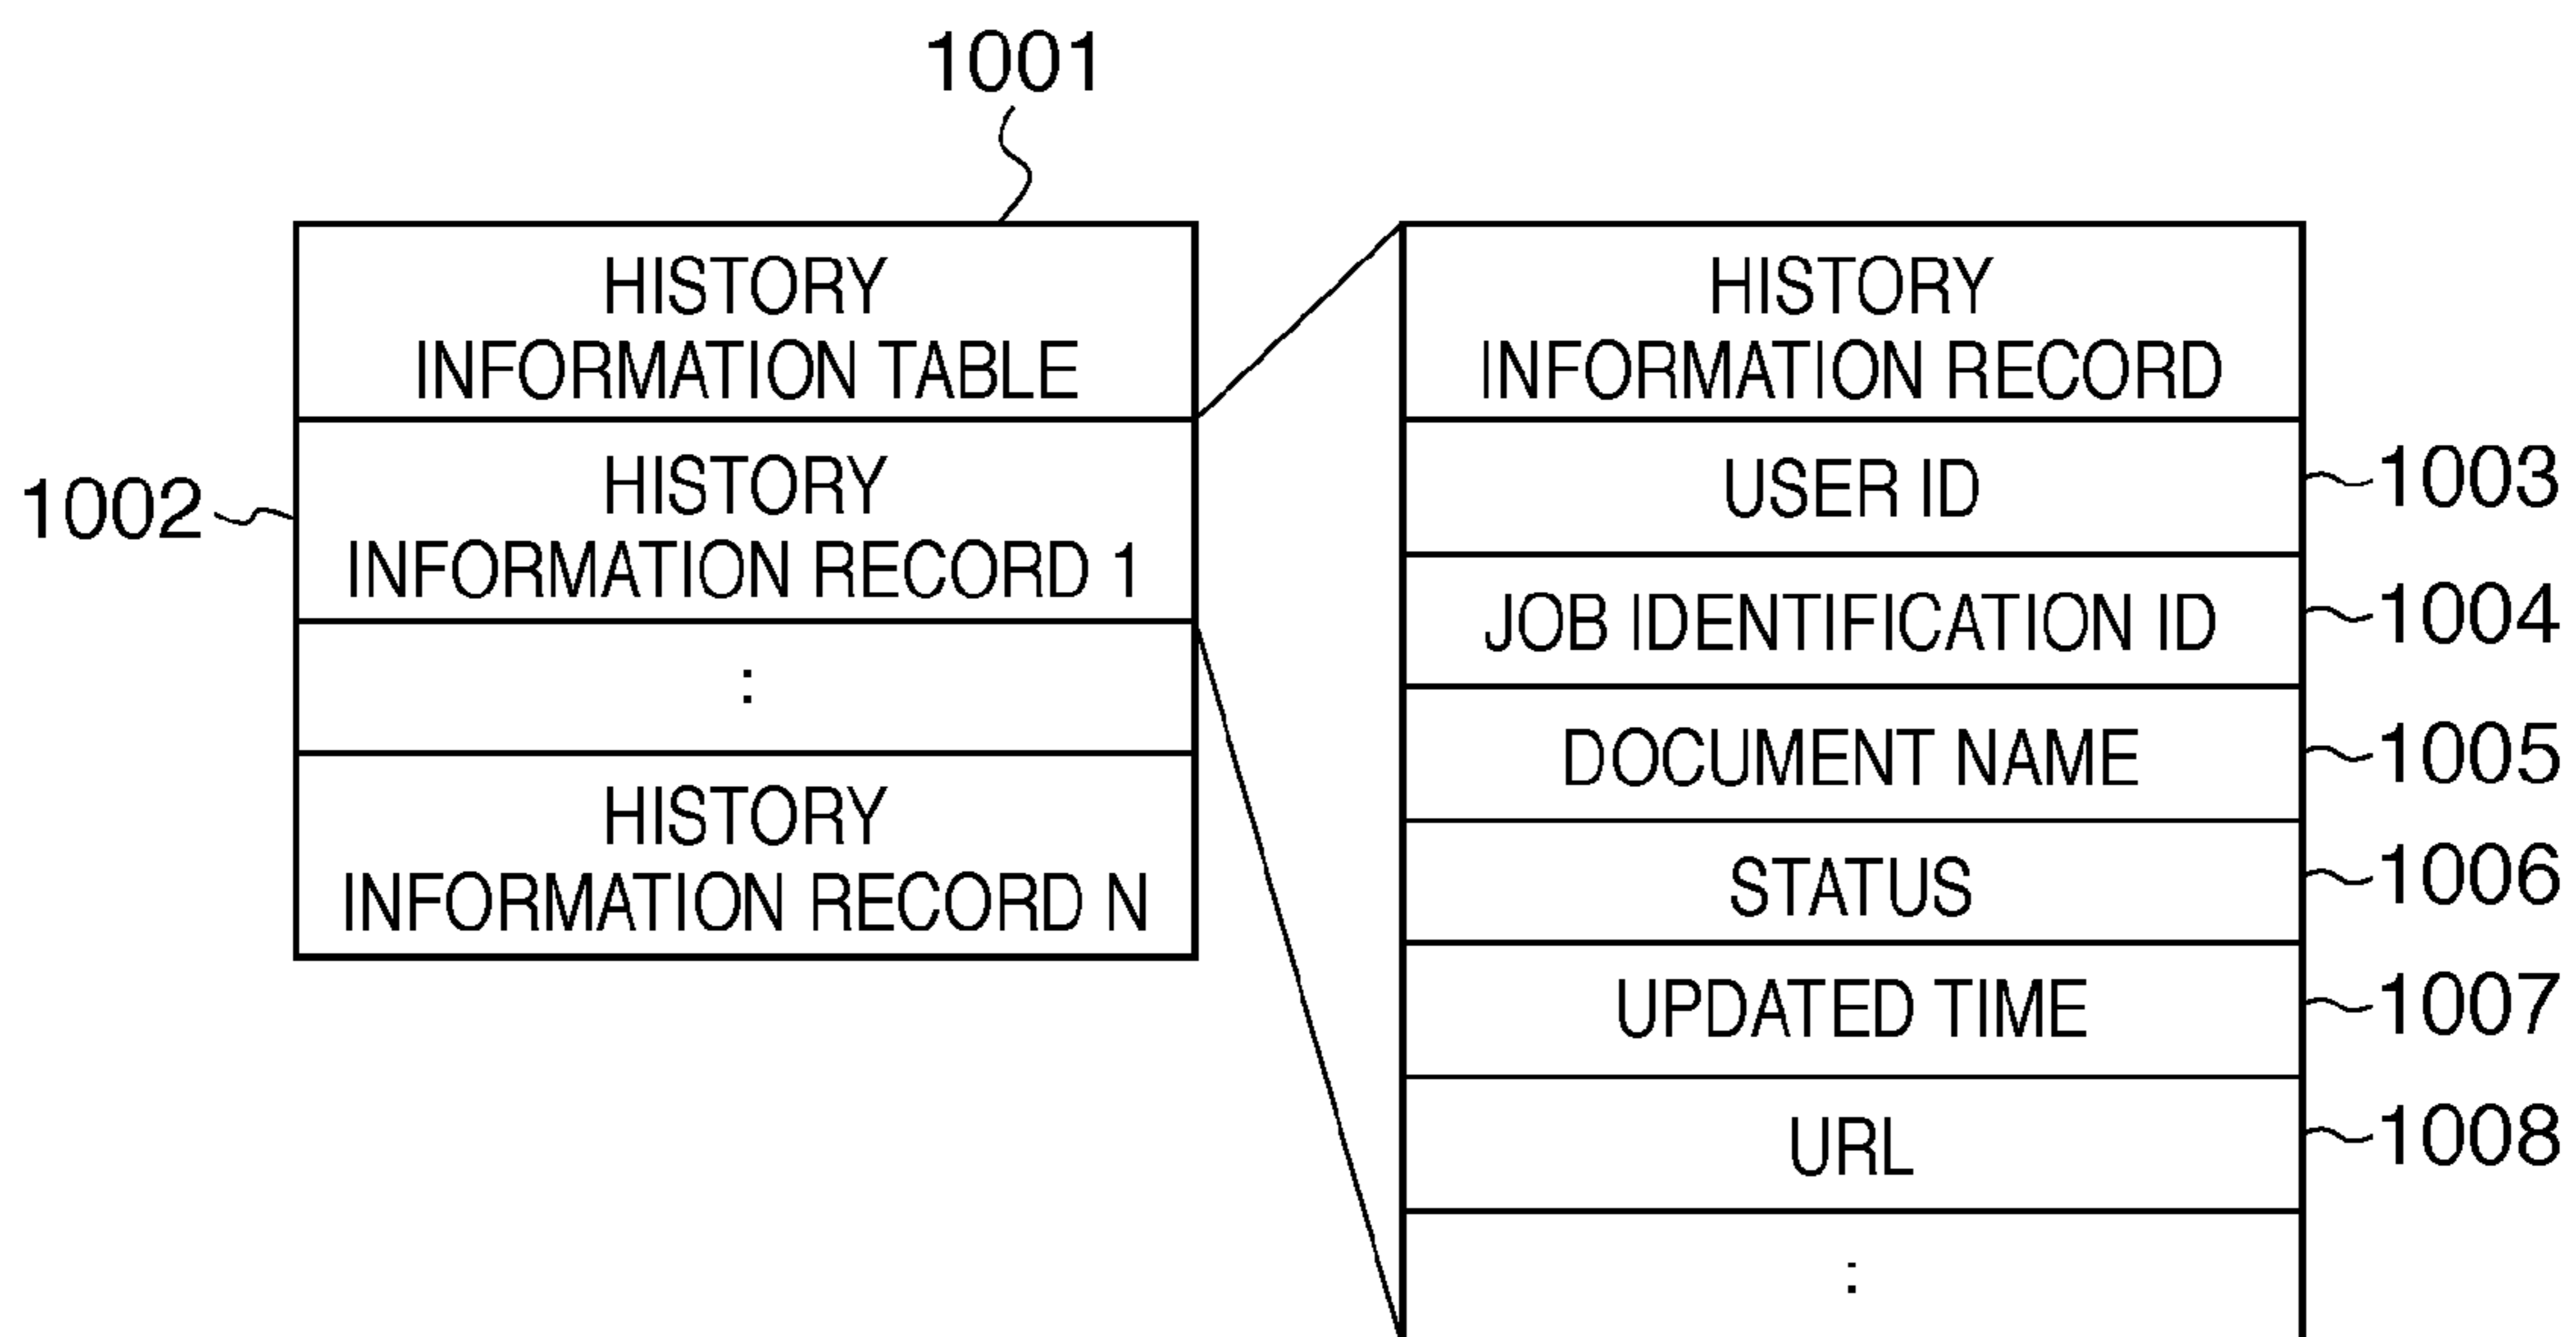 1001
HISTORY
INFORMATION TABLE
1002
HISTORY
INFORMATION RECORD 1
:
HISTORY
INFORMATION RECORD N
HISTORY
INFORMATION RECORD
USER ID
1003
JOB IDENTIFICATION ID
1004
DOCUMENT NAME
1005
STATUS
1006
UPDATED TIME
1007
URL
1008
: